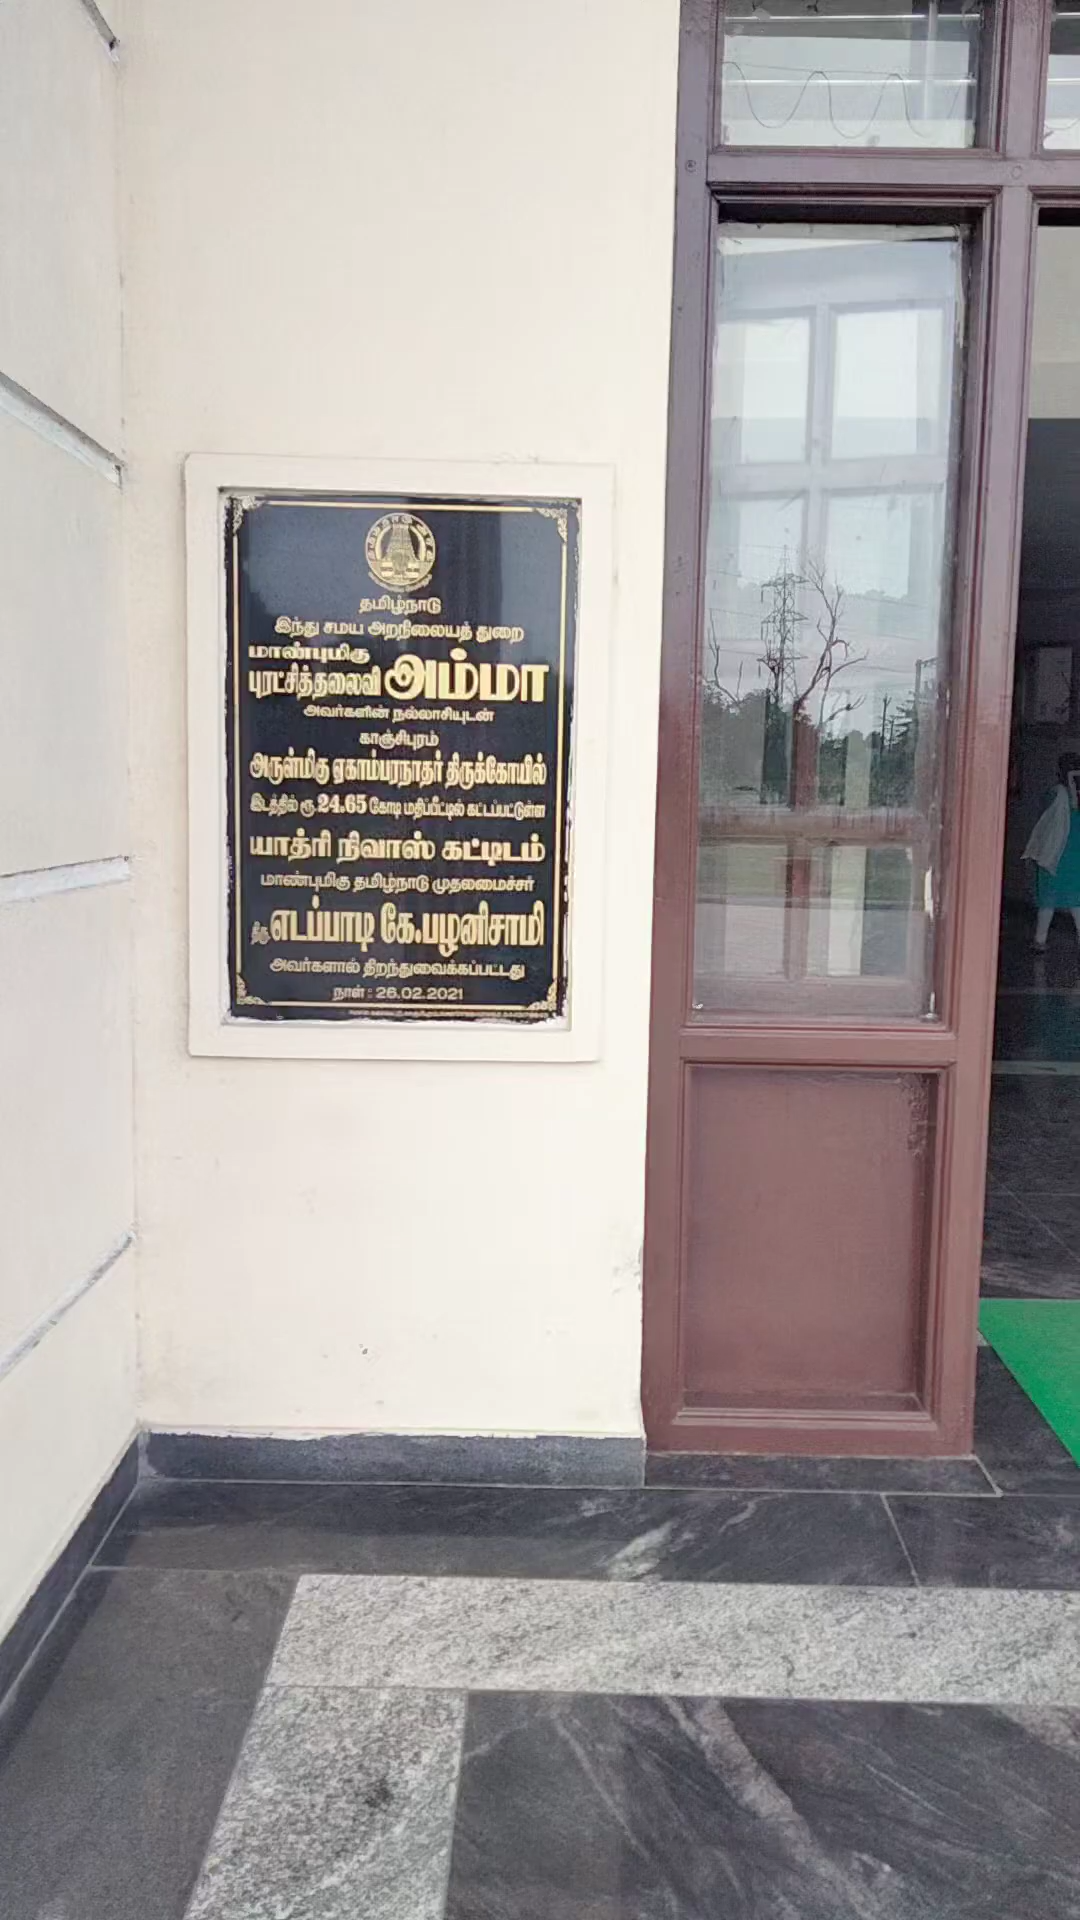 தமிழ்நாடு
இந்து சமய அறநிலையத் துறை
மாண்புமிகு
புரட்சித்தலைவி அம்மா
அவர்களின் நல்லாசியுடன்
காஞ்சிபுரம்
அருள்மிகு ஏகாம்பரநாதர் திருக்கோயில்
இடத்தில் ரூ.24.65 கோடி மதிப்பீட்டில் கட்டப்பட்டுள்ள
யாத்ரி நிவாஸ் கட்டிடம்
மாண்புமிகு தமிழ்நாடு முதலமைச்சர்
திரு. எடப்பாடி கே.பழனிசாமி
அவர்களால் திறந்துவைக்கப்பட்டது
நாள் : 26.02.2021